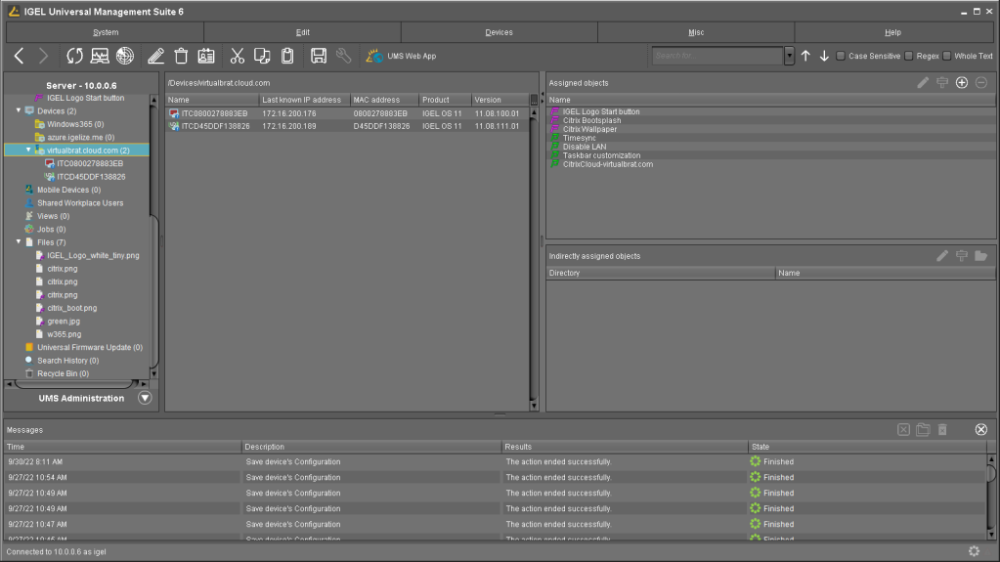 IGEL Universal Management Suite 6
System Edit Devices Misc Help
UMS Web App Search for... Case Sensitive Regex Whole Text
Server - 10.0.0.6
IGEL Logo Start button
Devices (2)
Windows365 (0)
azure.igelize.me (0)
virtualbrat.cloud.com (2)
ITC0800278883EB
ITCD45DDF138826
Mobile Devices (0)
Shared Workplace Users
Views (0)
Jobs (0)
Files (7)
IGEL_Logo_white_tiny.png
citrix.png
citrix.png
citrix.png
citrix_boot.png
green.jpg
w365.png
Universal Firmware Update (0)
Search History (0)
Recycle Bin (0)
UMS Administration
/Devices/virtualbrat.cloud.com
Name Last known IP address MAC address Product Version
ITC0800278883EB 172.16.200.176 0800278883EB IGEL OS 11 11.08.100.01
ITCD45DDF138826 172.16.200.189 D45DDF138826 IGEL OS 11 11.08.111.01
Assigned objects
Name
IGEL Logo Start button
Citrix Bootsplash
Citrix Wallpaper
Timesync
Disable LAN
Taskbar customization
CitrixCloud-virtualbrat.com
Indirectly assigned objects
Directory Name
Messages
Time Description Results State
9/30/22 8:11 AM Save device's Configuration The action ended successfully. Finished
9/27/22 10:54 AM Save device's Configuration The action ended successfully. Finished
9/27/22 10:49 AM Save device's Configuration The action ended successfully. Finished
9/27/22 10:49 AM Save device's Configuration The action ended successfully. Finished
9/27/22 10:47 AM Save device's Configuration The action ended successfully. Finished
9/27/22 10:46 AM Save device's Configuration The action ended successfully. Finished
Connected to 10.0.0.6 as igel